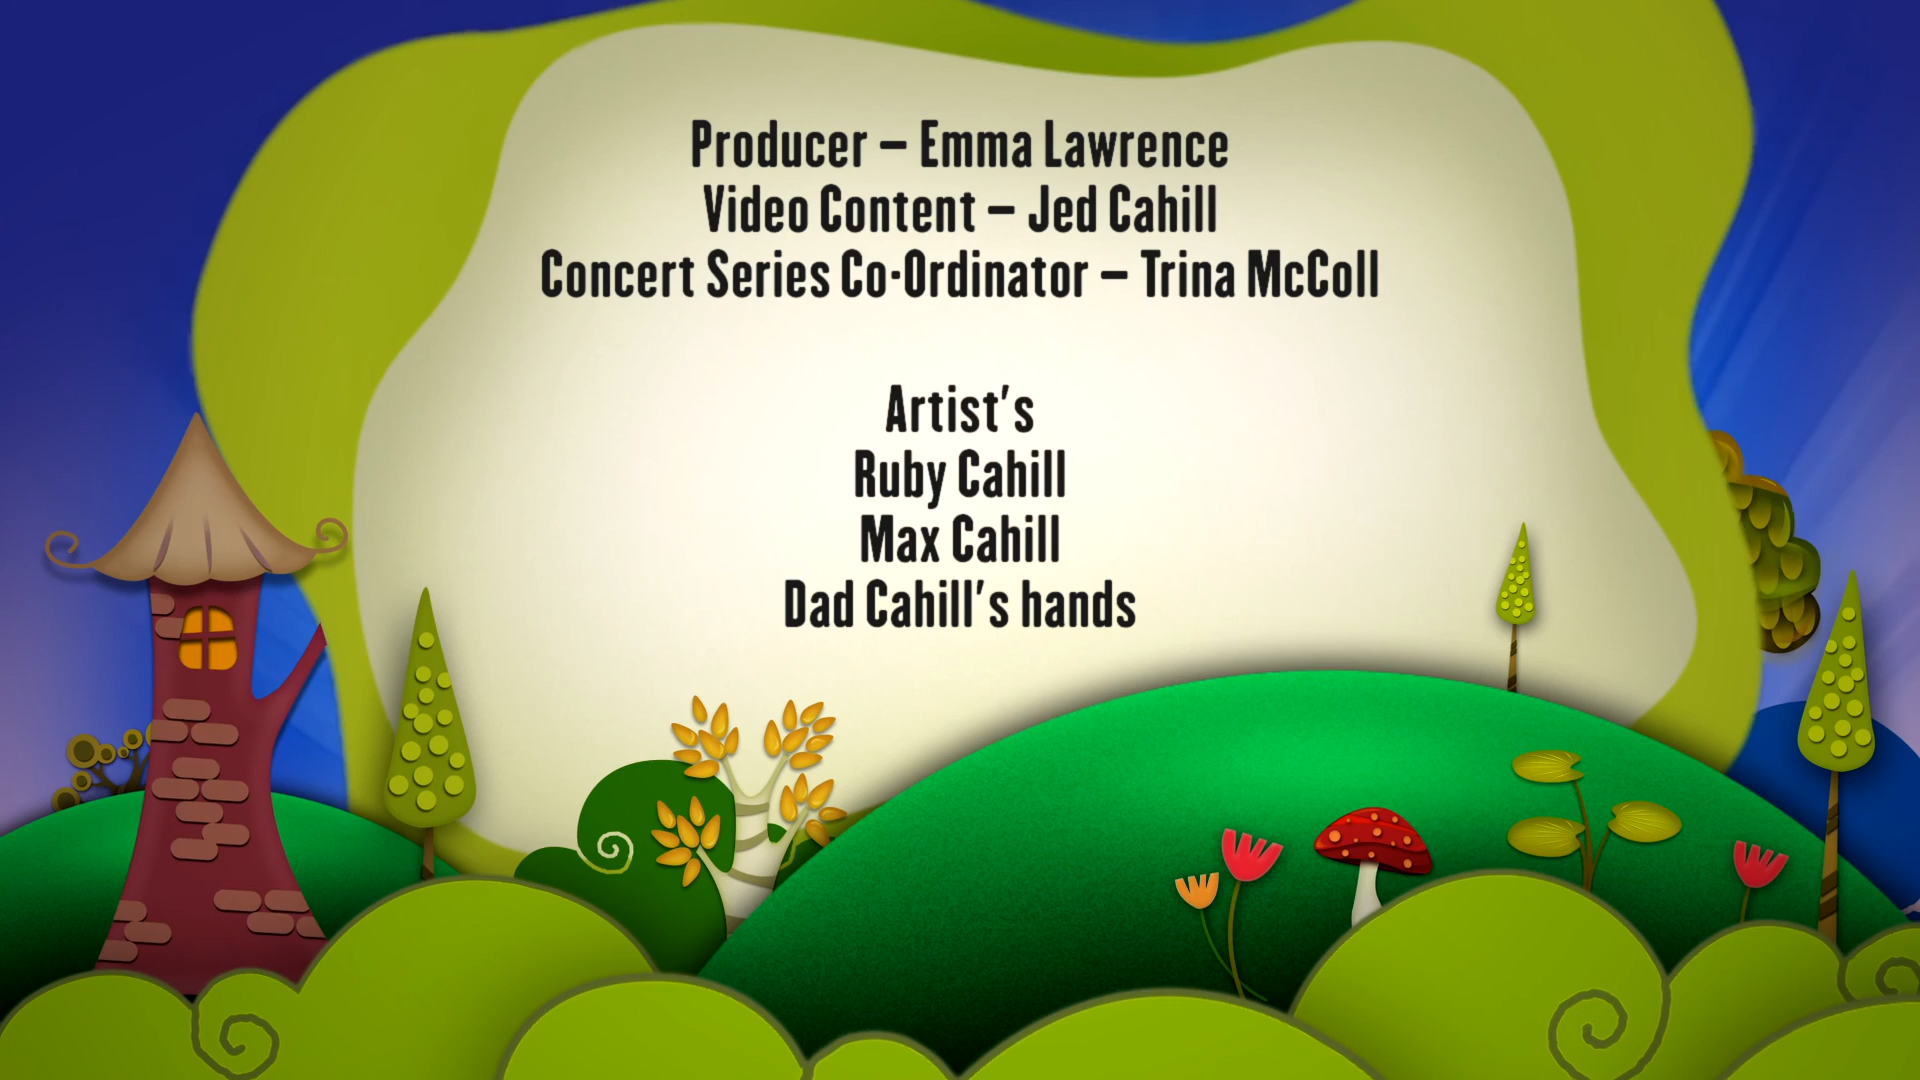 Producer – Emma Lawrence
Video Content – Jed Cahill
Concert Series Co-Ordinator – Trina McColl
Artist's
Ruby Cahill
Max Cahill
Dad Cahill's hands